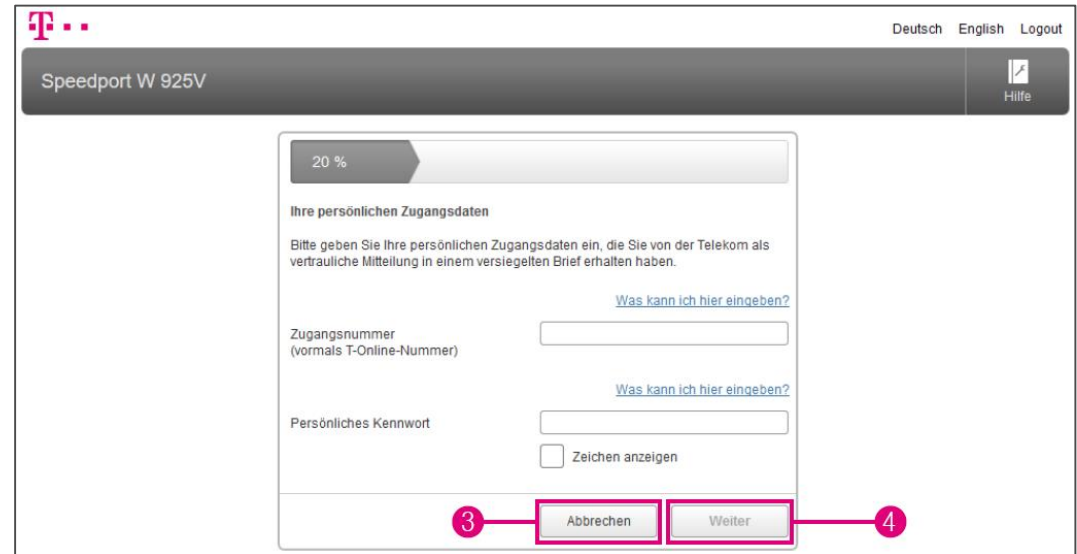 T
Deutsch English Logout
Speedport W 925V
Hilfe
20 %
Ihre persönlichen Zugangsdaten
Bitte geben Sie Ihre persönlichen Zugangsdaten ein, die Sie von der Telekom als
vertrauliche Mitteilung in einem versiegelten Brief erhalten haben.
Was kann ich hier eingeben?
Zugangsnummer
(vormals T-Online-Nummer)
Was kann ich hier eingeben?
Persönliches Kennwort
Zeichen anzeigen
3 Abbrechen Weiter 4